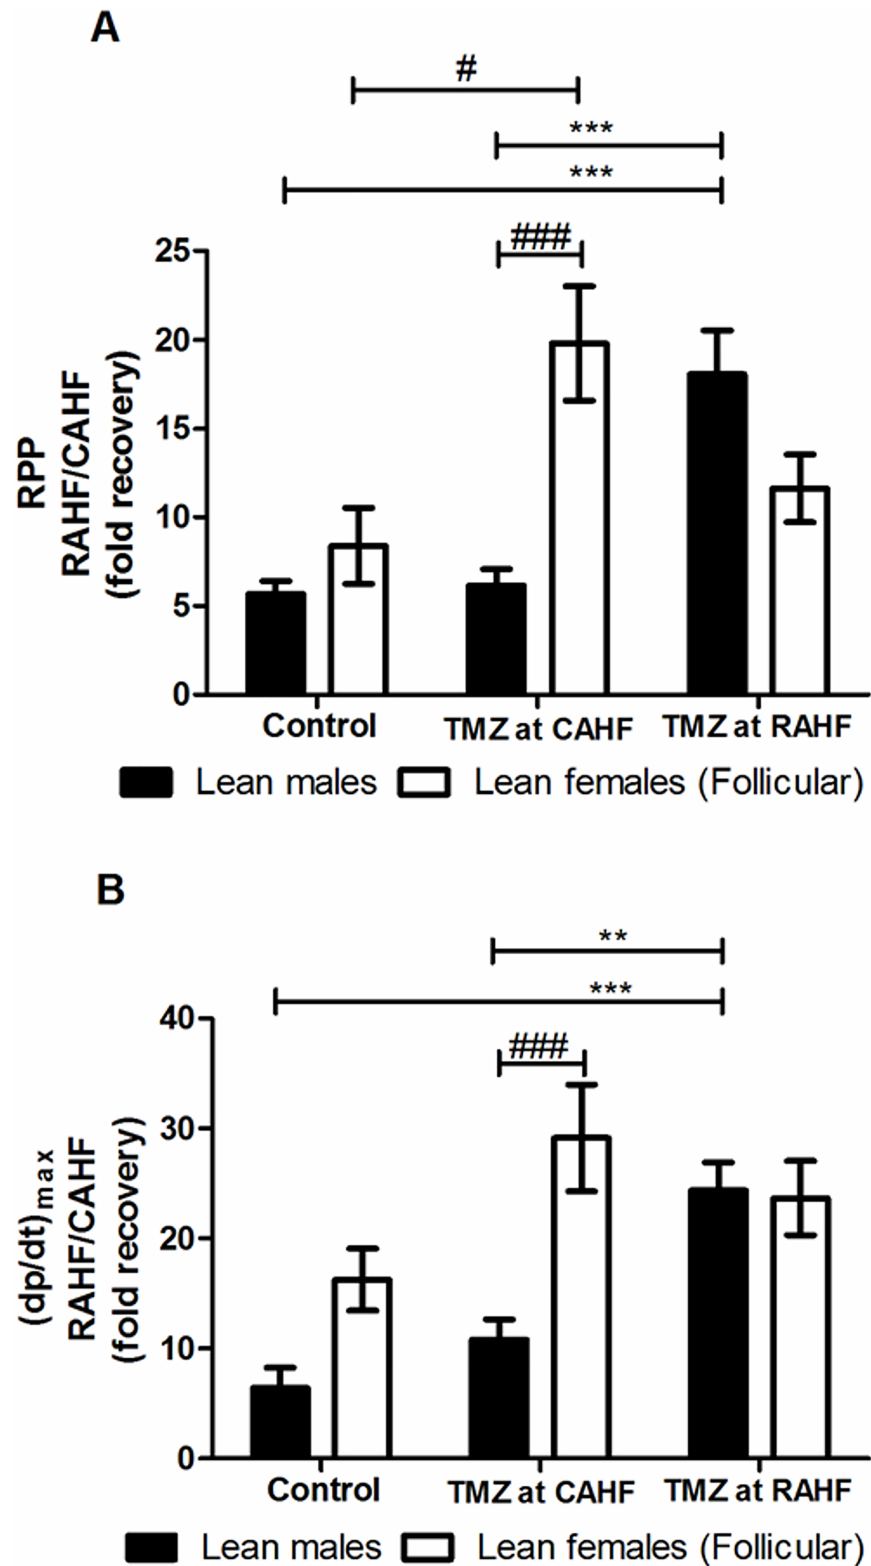 A
#
***
***
###
25
20
15
10
5
0
RPP
RAHF/CAHF
(fold recovery)
Control TMZ at CAHF TMZ at RAHF
Lean males Lean females (Follicular)
B
**
***
###
40
30
20
10
0
(dp/dt)max
RAHF/CAHF
(fold recovery)
Control TMZ at CAHF TMZ at RAHF
Lean males Lean females (Follicular)